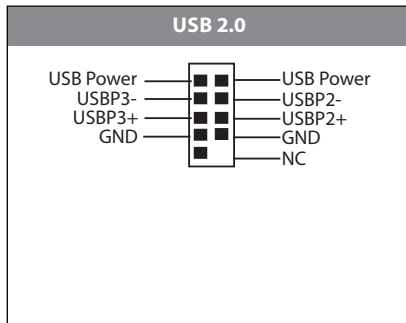 USB 2.0
USB Power USB Power
USBP3- USBP2-
USBP3+ USBP2+
GND GND
NC